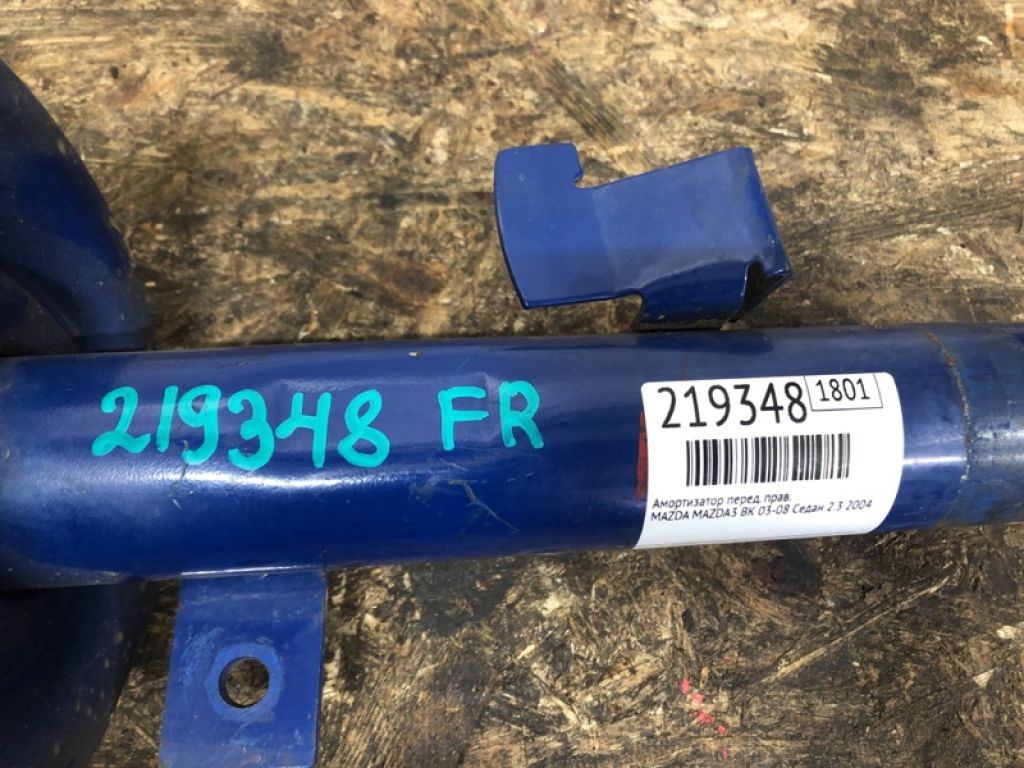 219348 FR
219348 1801
Амортизатор перед. прав.
MAZDA MAZDA3 BK 03-08 Седан 2.3 2004